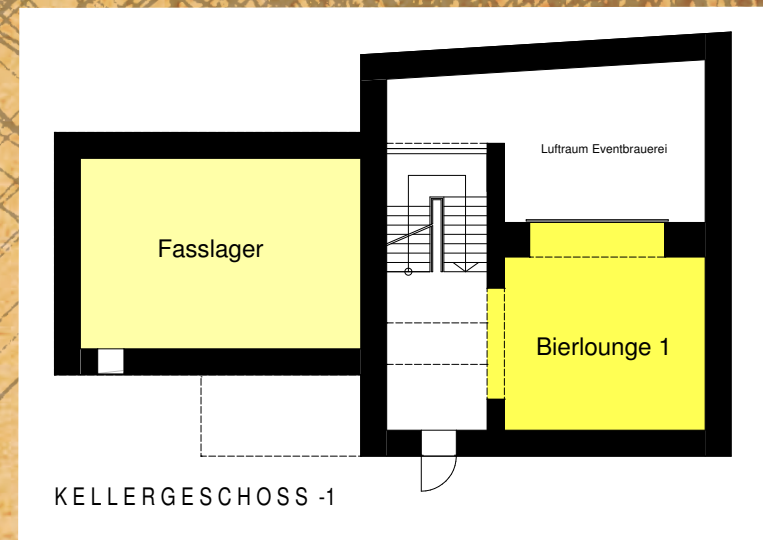 Luftraum Eventbrauerei
Fasslager
Bierlounge 1
KELLERGESCHOSS -1